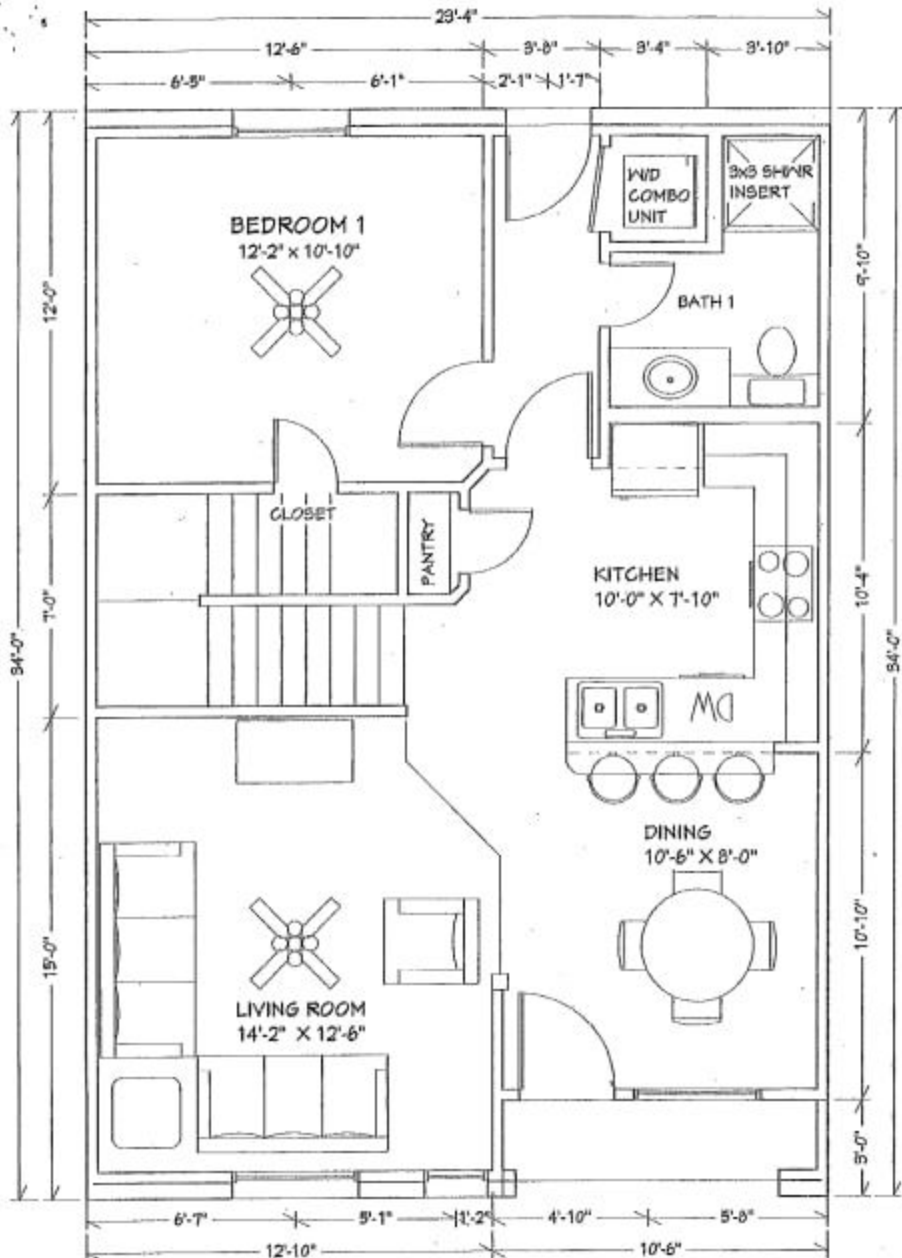 23'-4"
12'-6" 3'-8" 3'-4" 3'-10"
6'-5" 6'-1" 2'-1" 1'-7"
W/D
COMBO
UNIT
3x3 SHWR
INSERT
BEDROOM 1
12'-2" x 10'-10"
BATH 1
12'-0"
9'-10"
CLOSET
PANTRY
KITCHEN
10'-0" X 7'-10"
7'-0"
10'-4"
34'-0"
34'-0"
DW
DINING
10'-6" X 8'-0"
15'-0"
10'-10"
LIVING ROOM
14'-2" X 12'-6"
3'-0"
6'-7" 5'-1" 1'-2" 4'-10" 5'-8"
12'-10" 10'-6"